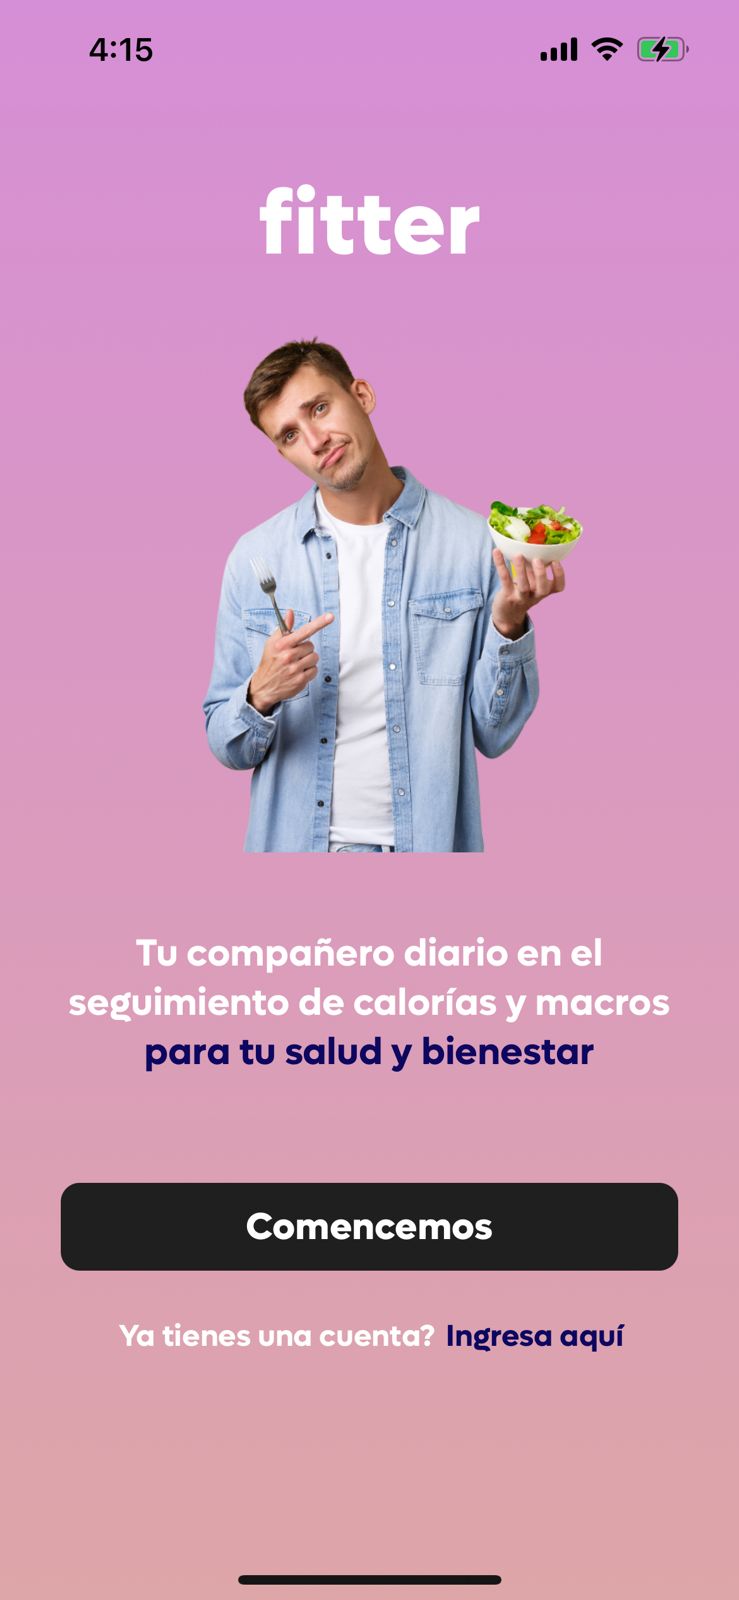 4:15
fitter
Tu compañero diario en el
seguimiento de calorías y macros
para tu salud y bienestar
Comencemos
Ya tienes una cuenta? Ingresa aquí